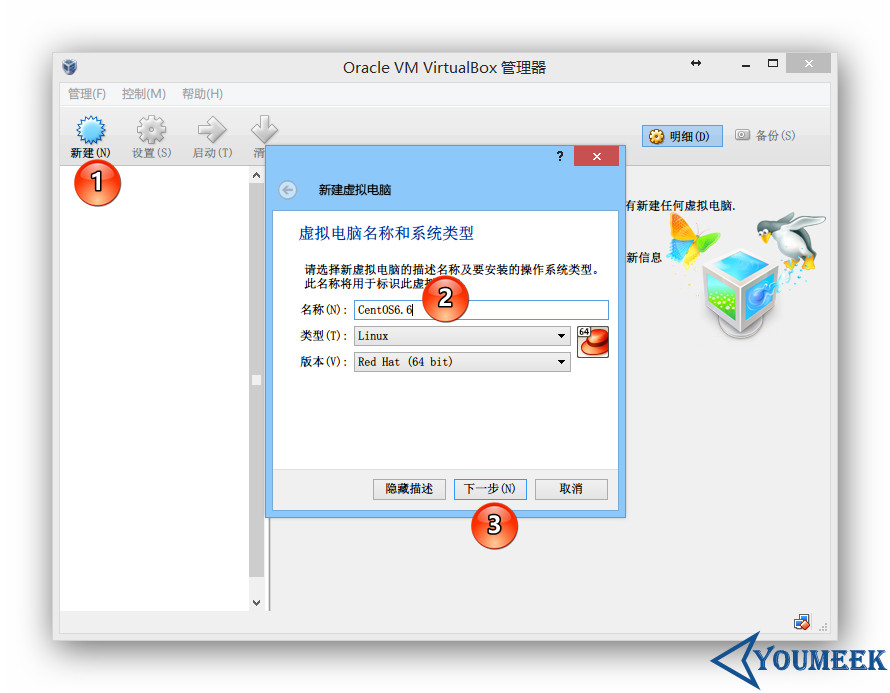 Oracle VM VirtualBox 管理器
管理(F) 控制(M) 帮助(H)
新建(N) 设置(S) 启动(T) 清
明细(D) 备份(S)
1
?
新建虚拟电脑
有新建任何虚拟电脑.
虚拟电脑名称和系统类型
新信息
请选择新虚拟电脑的描述名称及要安装的操作系统类型。
此名称将用于标识此虚
2
名称(N): CentOS6.6
类型(T): Linux
64
版本(V): Red Hat (64 bit)
隐藏描述 下一步(N) 取消
3
YOUMEEK